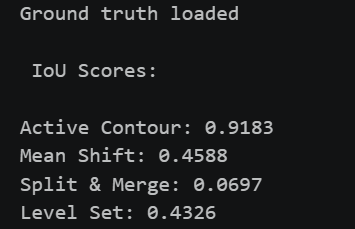 Ground truth loaded
IoU Scores:
Active Contour: 0.9183
Mean Shift: 0.4588
Split & Merge: 0.0697
Level Set: 0.4326